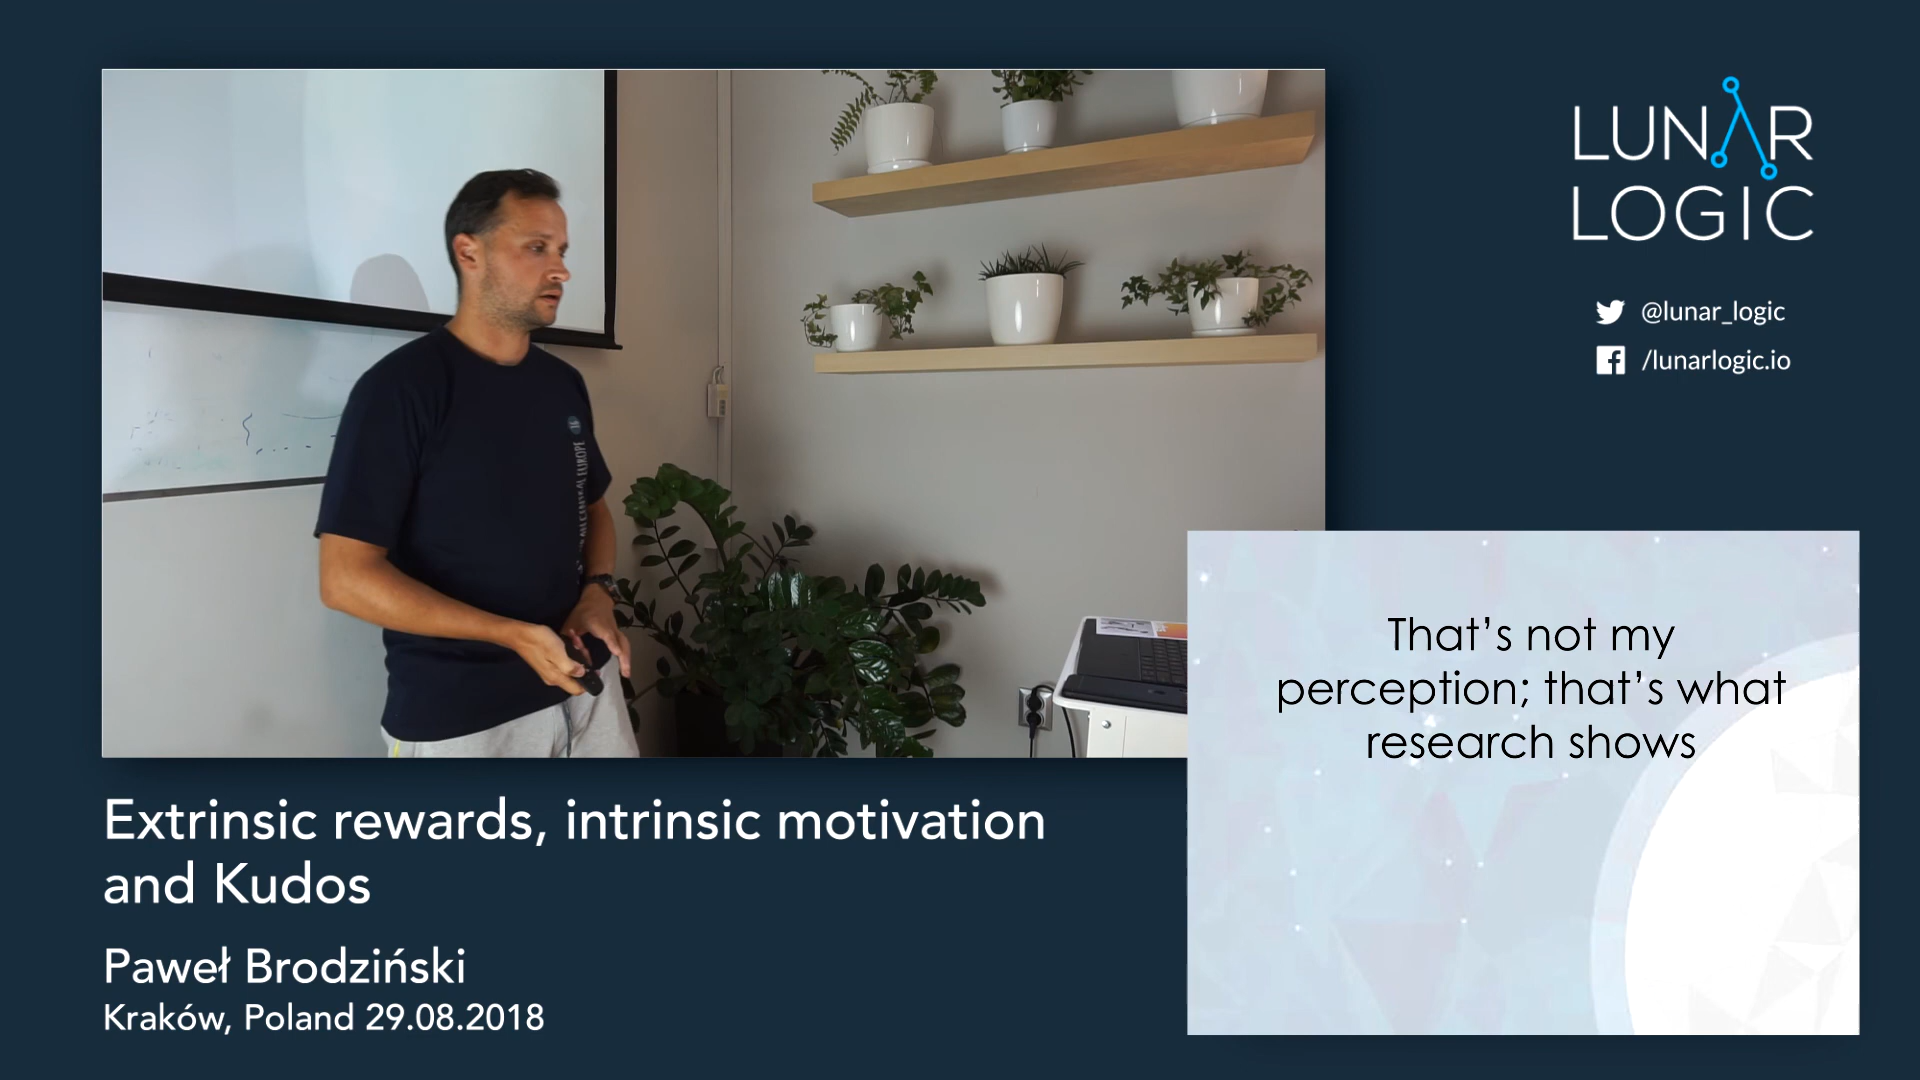 LUNAR
LOGIC
@lunar_logic
/lunarlogic.io
That's not my
perception; that's what
research shows
Extrinsic rewards, intrinsic motivation
and Kudos
Paweł Brodziński
Kraków, Poland 29.08.2018